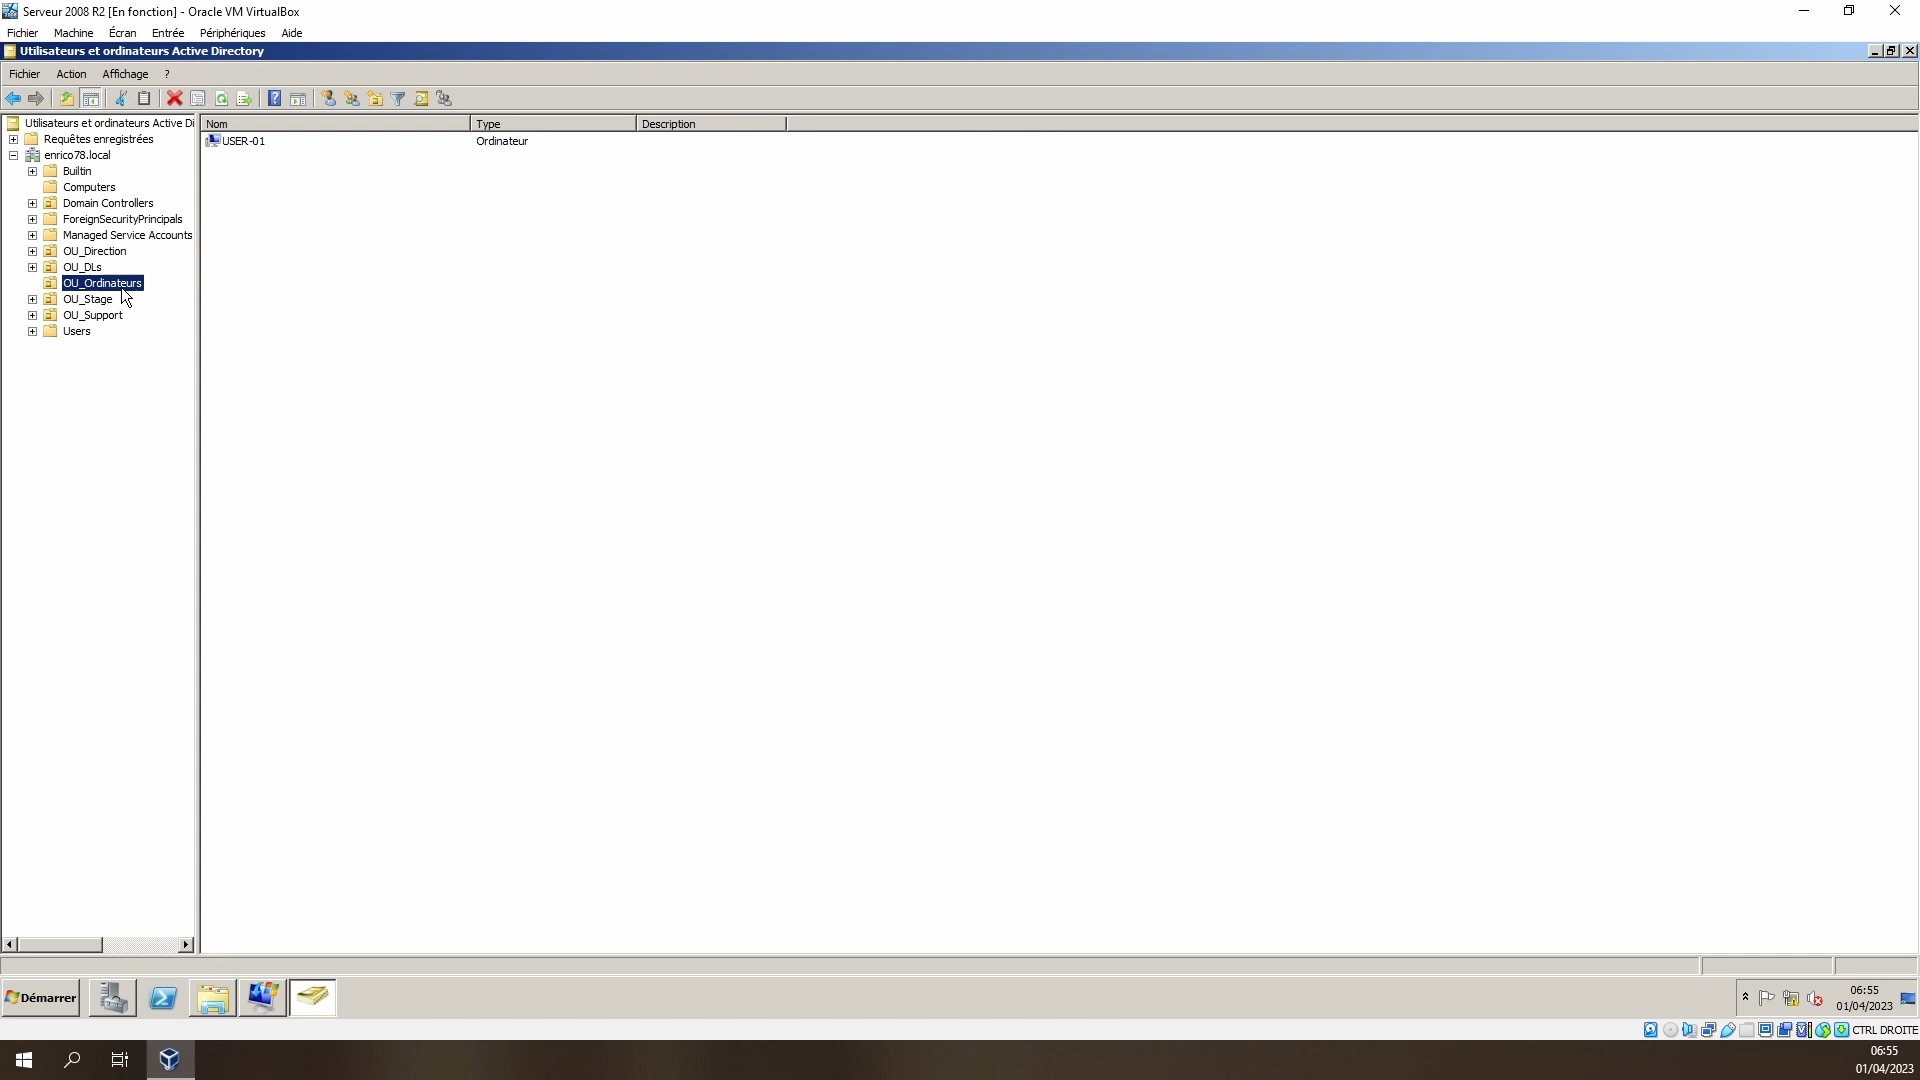 Serveur 2008 R2 [En fonction] - Oracle VM VirtualBox
Fichier Machine Écran Entrée Périphériques Aide
Utilisateurs et ordinateurs Active Directory
Fichier Action Affichage ?
Utilisateurs et ordinateurs Active Di
Nom Type Description
Requêtes enregistrées
USER-01 Ordinateur
enrico78.local
Builtin
Computers
Domain Controllers
ForeignSecurityPrincipals
Managed Service Accounts
OU_Direction
OU_DLs
OU_Ordinateurs
OU_Stage
OU_Support
Users
Démarrer
06:55
01/04/2023
CTRL DROITE
06:55
01/04/2023